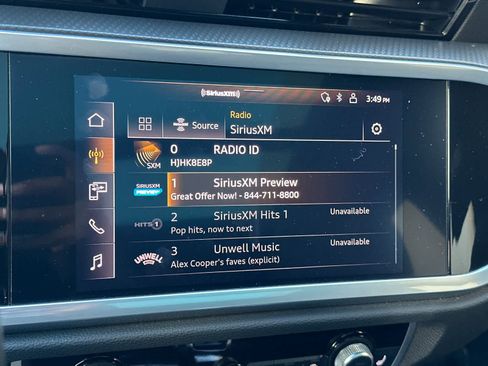 SiriusXM
3:49 PM
Radio
Source
SiriusXM
0 RADIO ID
SXM
HJHK8E8P
1 SiriusXM Preview
SIRIUSXM
PREVIEW
Great Offer Now! - 844-711-8800
2 SiriusXM Hits 1 Unavailable
HITS1
Pop hits, now to next
3 Unwell Music Unavailable
UNWELL
Alex Cooper's faves (explicit)